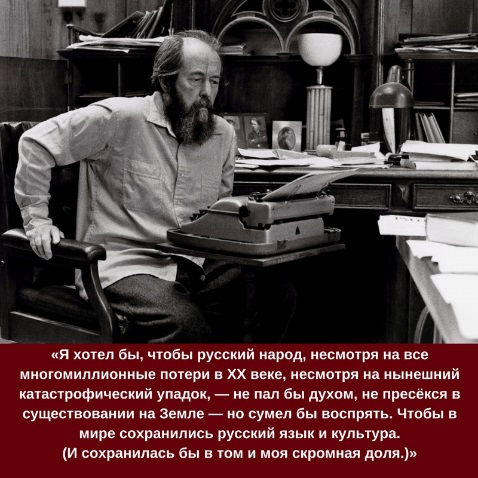 «Я хотел бы, чтобы русский народ, несмотря на все
многомиллионные потери в XX веке, несмотря на нынешний
катастрофический упадок, — не пал бы духом, не пресёкся в
существовании на Земле — но сумел бы воспрять. Чтобы в
мире сохранились русский язык и культура.
(И сохранилась бы в том и моя скромная доля.)»